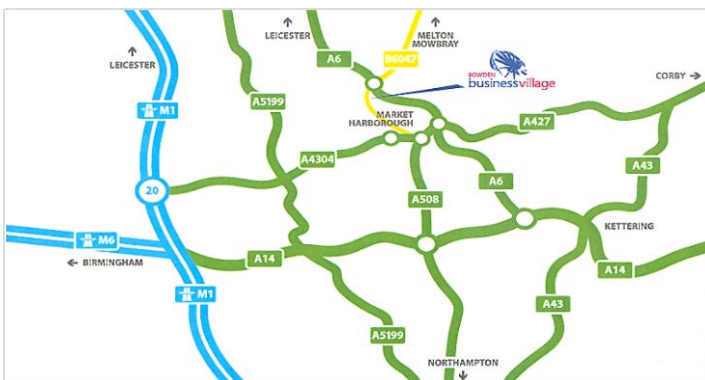 LEICESTER
MELTON
MOWBRAY
LEICESTER
A6
B6047
BOWDEN
businessvillage
CORBY
A5199
M1
MARKET
HARBOROUGH
A427
A4304
A43
20
A6
A508
M6
KETTERING
BIRMINGHAM
A14
A14
M1
A43
A5199
NORTHAMPTON